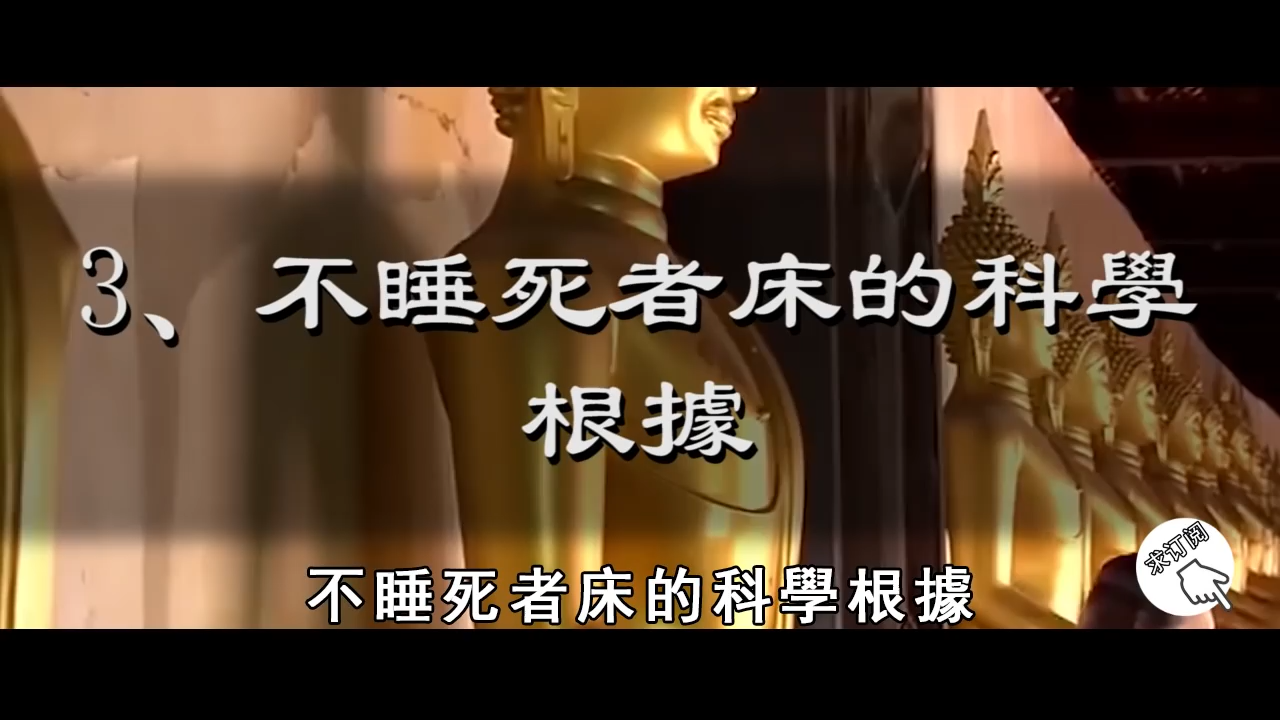 3、不睡死者床的科學
根據
求订阅
不睡死者床的科學根據